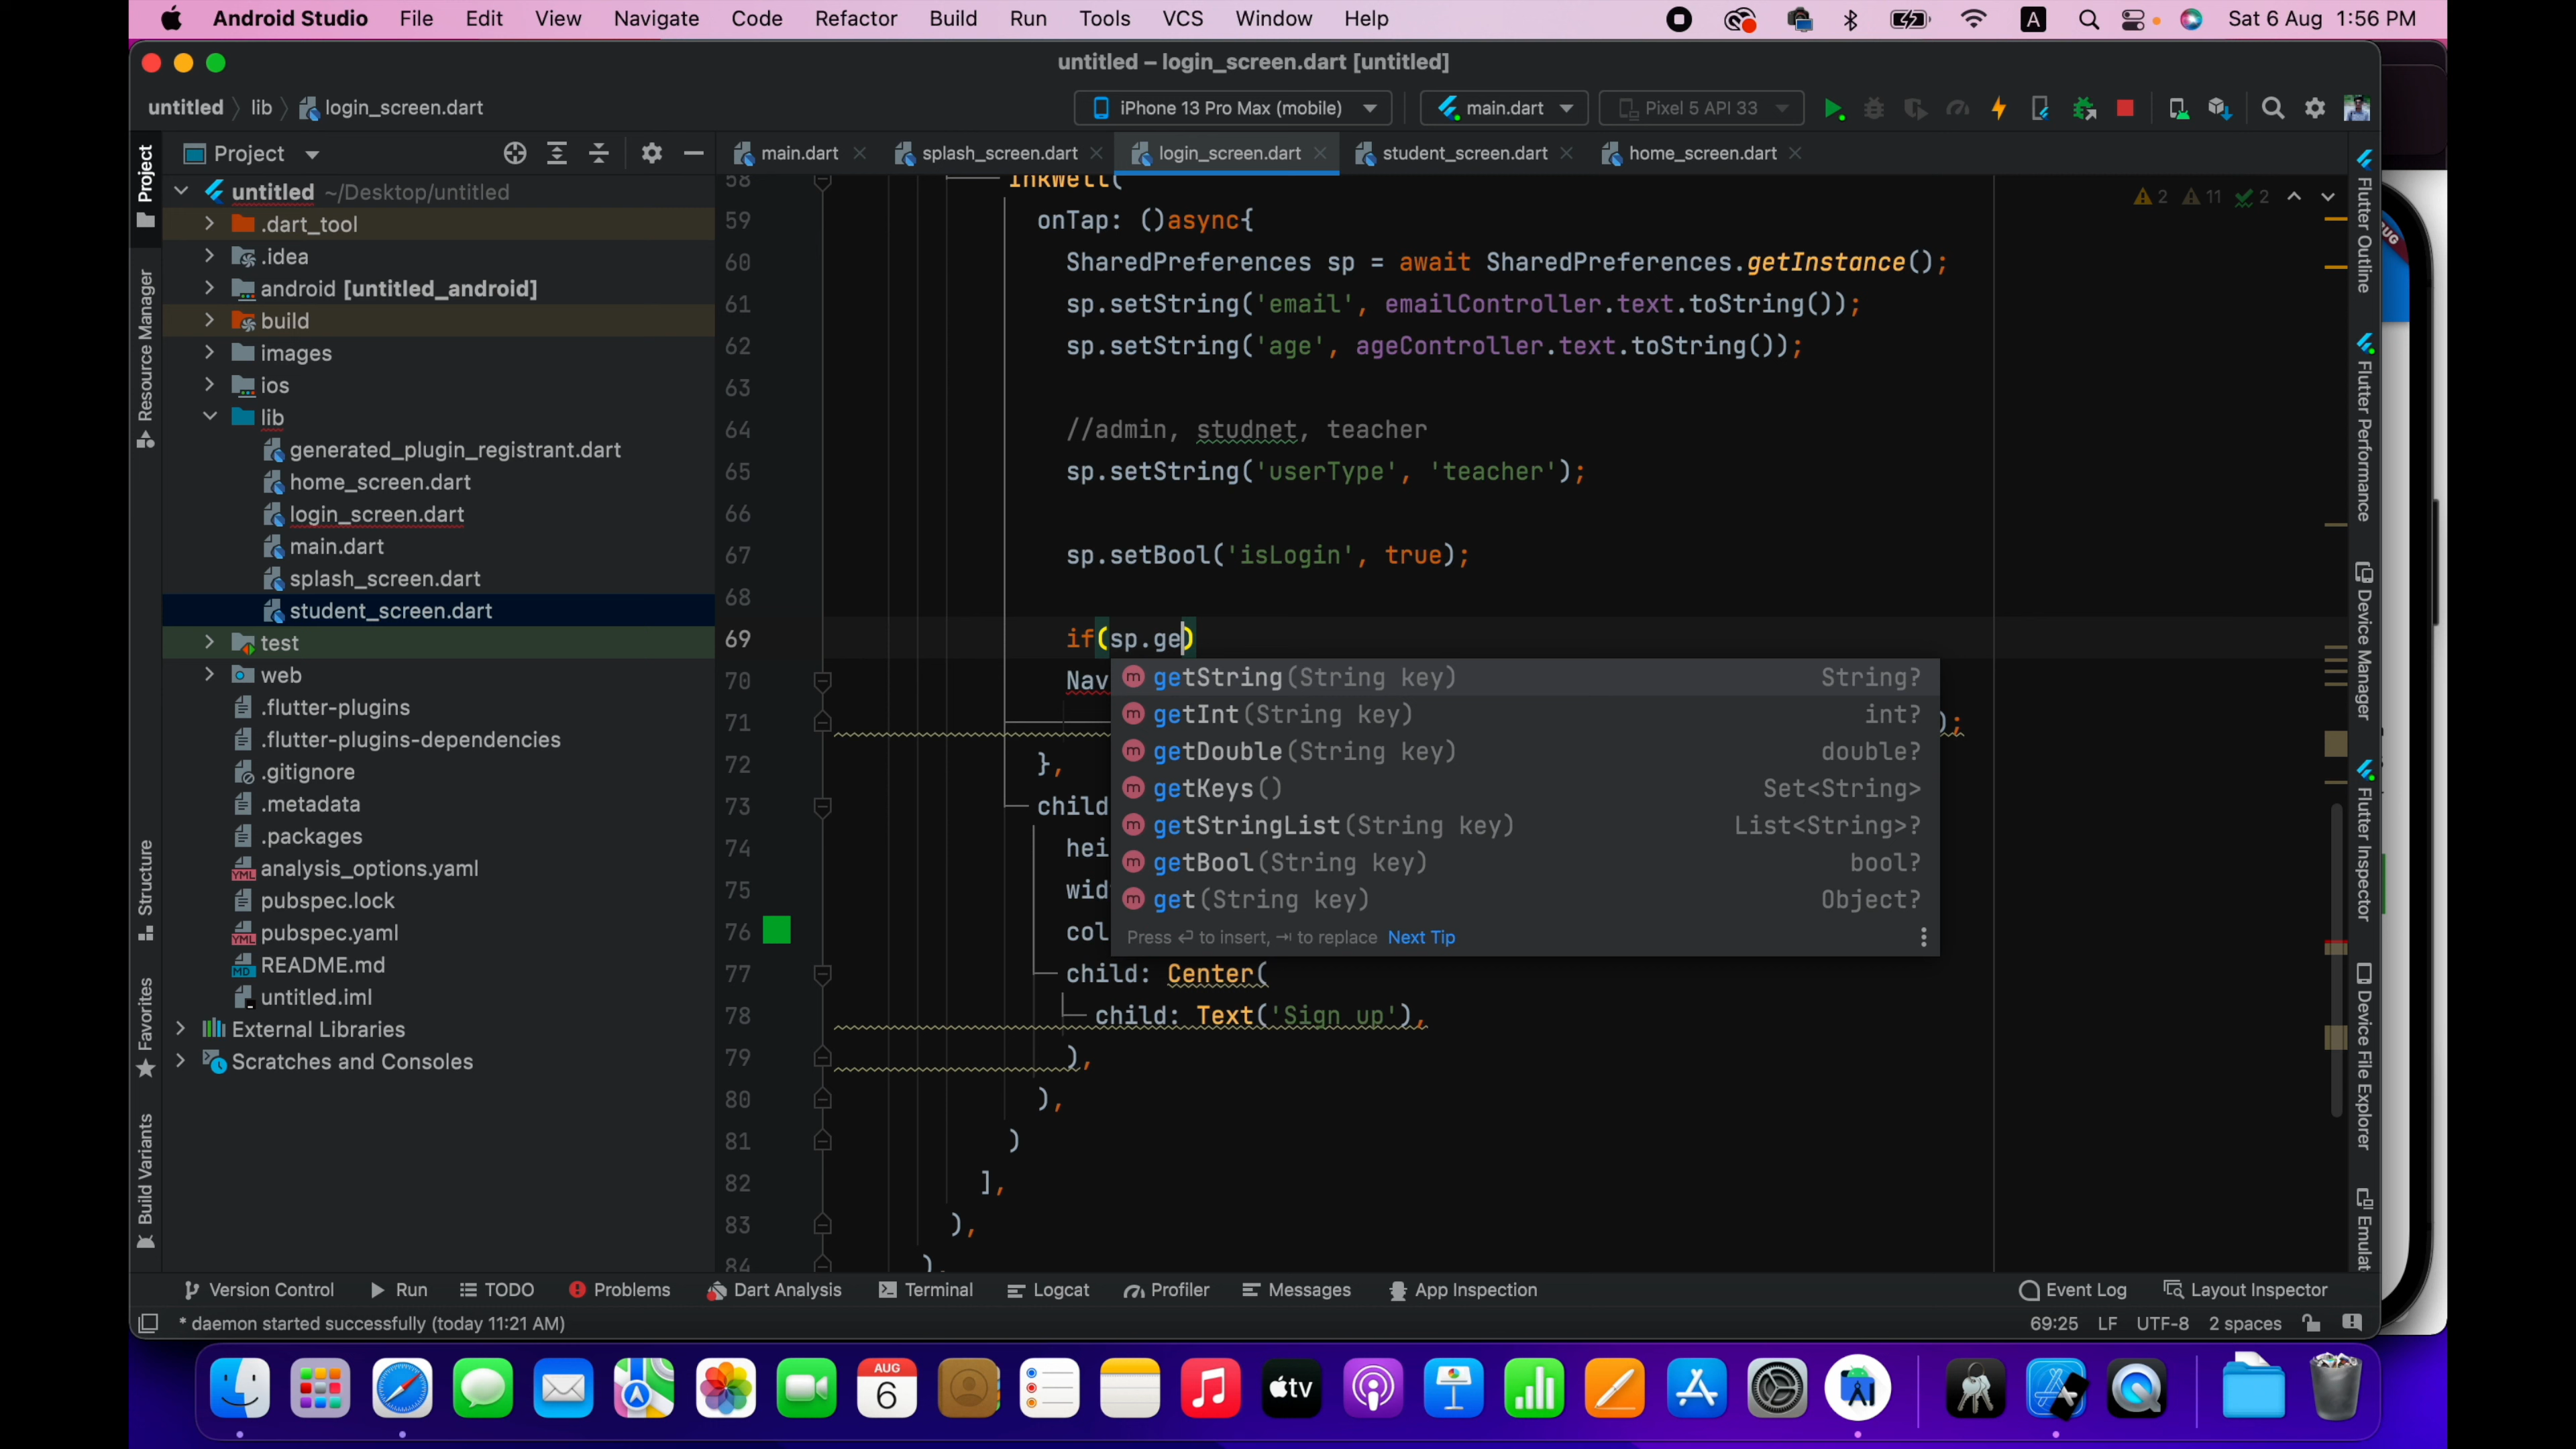 Android Studio File Edit View Navigate Code Refactor Build Run Tools VCS Window Help A Sat 6 Aug 1:56 PM
untitled – login_screen.dart [untitled]
untitled lib login_screen.dart iPhone 13 Pro Max (mobile) main.dart Pixel 5 API 33
Project main.dart splash_screen.dart login_screen.dart student_screen.dart home_screen.dart
untitled ~/Desktop/untitled
.dart_tool
.idea
android [untitled_android]
build
images
ios
lib
generated_plugin_registrant.dart
home_screen.dart
login_screen.dart
main.dart
splash_screen.dart
student_screen.dart
test
web
.flutter-plugins
.flutter-plugins-dependencies
.gitignore
.metadata
.packages
analysis_options.yaml
pubspec.lock
pubspec.yaml
README.md
untitled.iml
External Libraries
Scratches and Consoles
Project
Resource Manager
Structure
Favorites
Build Variants
2 11 2
58 InkWell(
59 onTap: ()async{
60 SharedPreferences sp = await SharedPreferences.getInstance();
61 sp.setString('email', emailController.text.toString());
62 sp.setString('age', ageController.text.toString());
63
64 //admin, studnet, teacher
65 sp.setString('userType', 'teacher');
66
67 sp.setBool('isLogin', true);
68
69 if(sp.ge)
70 Nav
71 );
72 },
73 child
74 hei
75 wid
76 col
77 child: Center(
78 child: Text('Sign up'),
79 ),
80 ),
81 )
82 ],
83 ),
84 ),
getString(String key) String?
getInt(String key) int?
getDouble(String key) double?
getKeys() Set<String>
getStringList(String key) List<String>?
getBool(String key) bool?
get(String key) Object?
Press ↵ to insert, ⇥ to replace Next Tip
Flutter Outline
Flutter Performance
Device Manager
Flutter Inspector
Device File Explorer
Emulat
Version Control Run TODO Problems Dart Analysis Terminal Logcat Profiler Messages App Inspection Event Log Layout Inspector
* daemon started successfully (today 11:21 AM) 69:25 LF UTF-8 2 spaces
AUG
6
tv